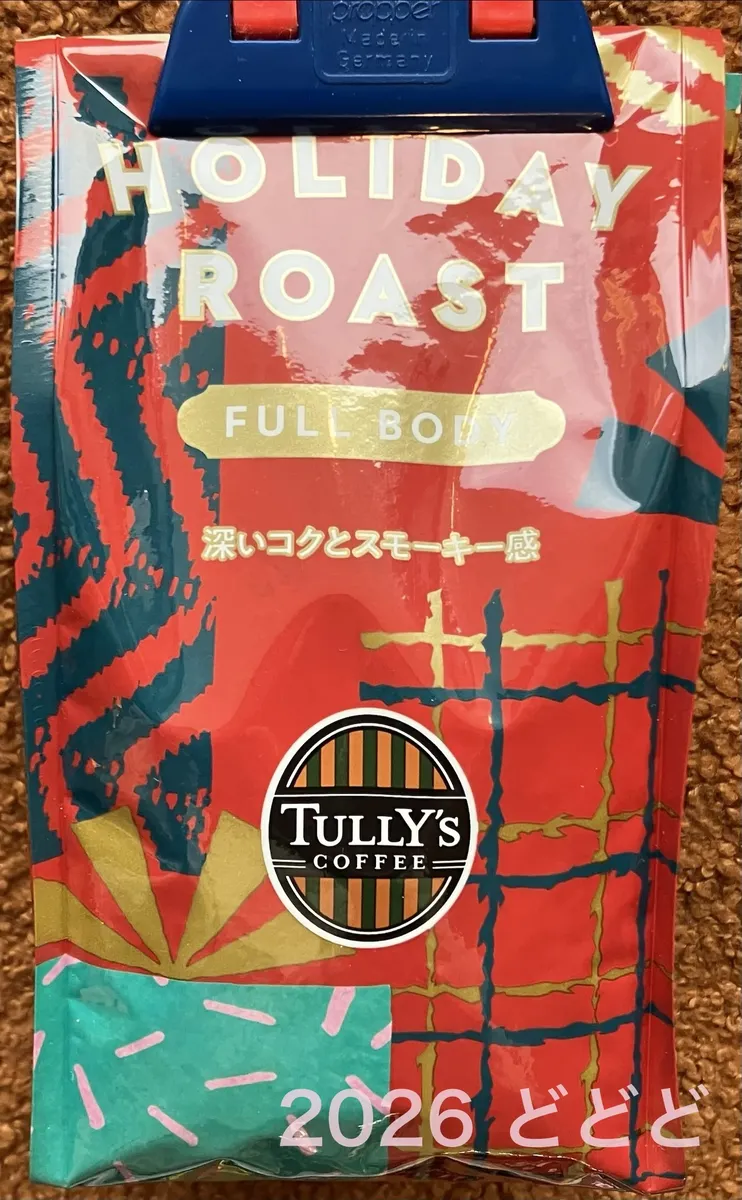 propper
Made in
Germany
HOLIDAY
ROAST
FULL BODY
深いコクとスモーキー感
TULLY'S
COFFEE
2026 どどど